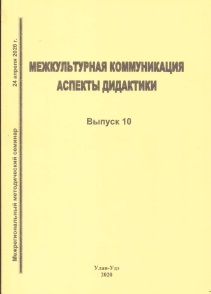 Межрегиональный методический семинар
24 апреля 2020 г.
МЕЖКУЛЬТУРНАЯ КОММУНИКАЦИЯ
АСПЕКТЫ ДИДАКТИКИ
Выпуск 10
Улан-Удэ
2020